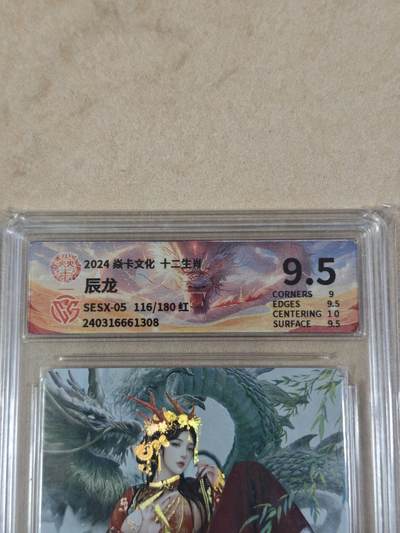 2024 焱卡文化 十二生肖
辰龙
SESX-05 116/180 红
240316661308
9.5
CORNERS 9
EDGES 9.5
CENTERING 10
SURFACE 9.5